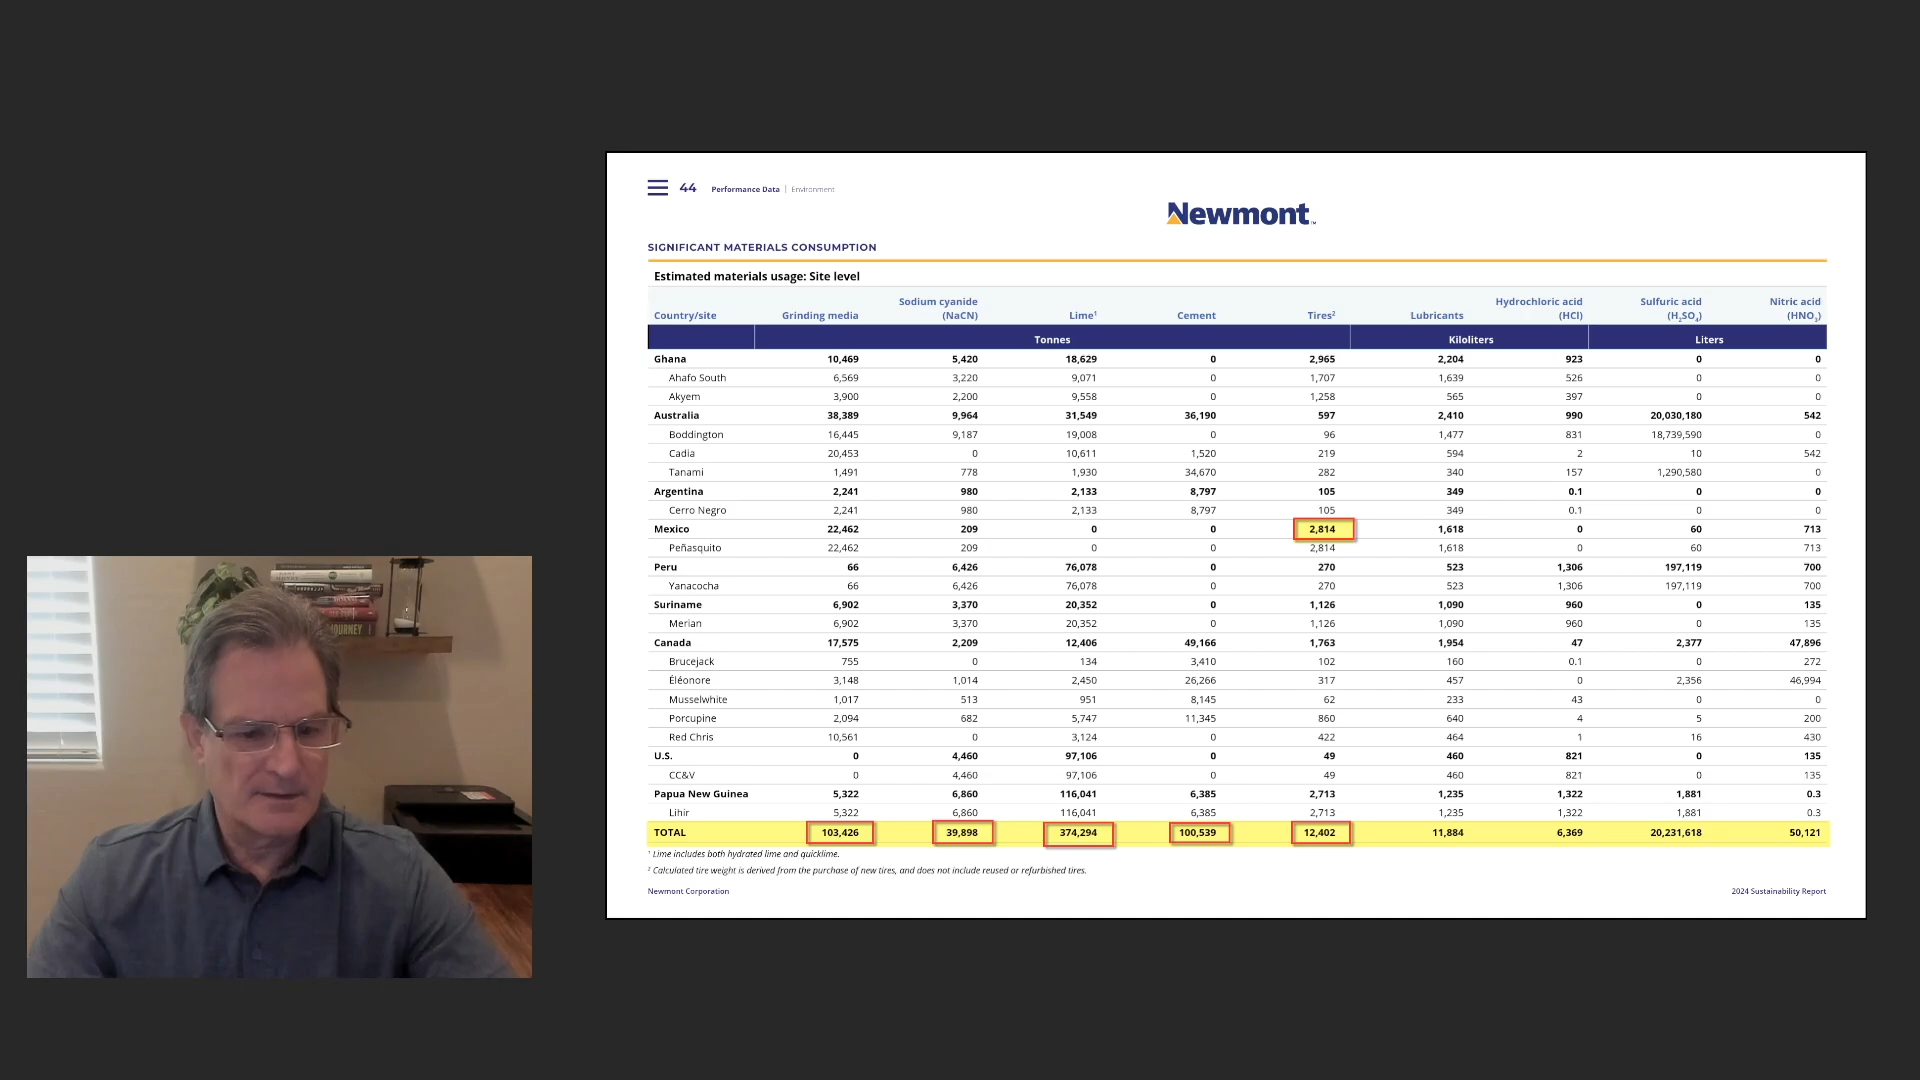 44 Performance Data | Environment
Newmont™
SIGNIFICANT MATERIALS CONSUMPTION
Estimated materials usage: Site level
Country/site Grinding media Sodium cyanide (NaCN) Lime¹ Cement Tires² Lubricants Hydrochloric acid (HCl) Sulfuric acid (H₂SO₄) Nitric acid (HNO₃)
Tonnes Kiloliters Liters
Ghana 10,469 5,420 18,629 0 2,965 2,204 923 0 0
Ahafo South 6,569 3,220 9,071 0 1,707 1,639 526 0 0
Akyem 3,900 2,200 9,558 0 1,258 565 397 0 0
Australia 38,389 9,964 31,549 36,190 597 2,410 990 20,030,180 542
Boddington 16,445 9,187 19,008 0 96 1,477 831 18,739,590 0
Cadia 20,453 0 10,611 1,520 219 594 2 10 542
Tanami 1,491 778 1,930 34,670 282 340 157 1,290,580 0
Argentina 2,241 980 2,133 8,797 105 349 0.1 0 0
Cerro Negro 2,241 980 2,133 8,797 105 349 0.1 0 0
Mexico 22,462 209 0 0 2,814 1,618 0 60 713
Peñasquito 22,462 209 0 0 2,814 1,618 0 60 713
Peru 66 6,426 76,078 0 270 523 1,306 197,119 700
Yanacocha 66 6,426 76,078 0 270 523 1,306 197,119 700
Suriname 6,902 3,370 20,352 0 1,126 1,090 960 0 135
Merian 6,902 3,370 20,352 0 1,126 1,090 960 0 135
Canada 17,575 2,209 12,406 49,166 1,763 1,954 47 2,377 47,896
Brucejack 755 0 134 3,410 102 160 0.1 0 272
Éléonore 3,148 1,014 2,450 26,266 317 457 0 2,356 46,994
Musselwhite 1,017 513 951 8,145 62 233 43 0 0
Porcupine 2,094 682 5,747 11,345 860 640 4 5 200
Red Chris 10,561 0 3,124 0 422 464 1 16 430
U.S. 0 4,460 97,106 0 49 460 821 0 135
CC&V 0 4,460 97,106 0 49 460 821 0 135
Papua New Guinea 5,322 6,860 116,041 6,385 2,713 1,235 1,322 1,881 0.3
Lihir 5,322 6,860 116,041 6,385 2,713 1,235 1,322 1,881 0.3
TOTAL 103,426 39,898 374,294 100,539 12,402 11,884 6,369 20,231,618 50,121
¹ Lime includes both hydrated lime and quicklime.
² Calculated tire weight is derived from the purchase of new tires, and does not include reused or refurbished tires.
Newmont Corporation 2024 Sustainability Report
JOURNEY